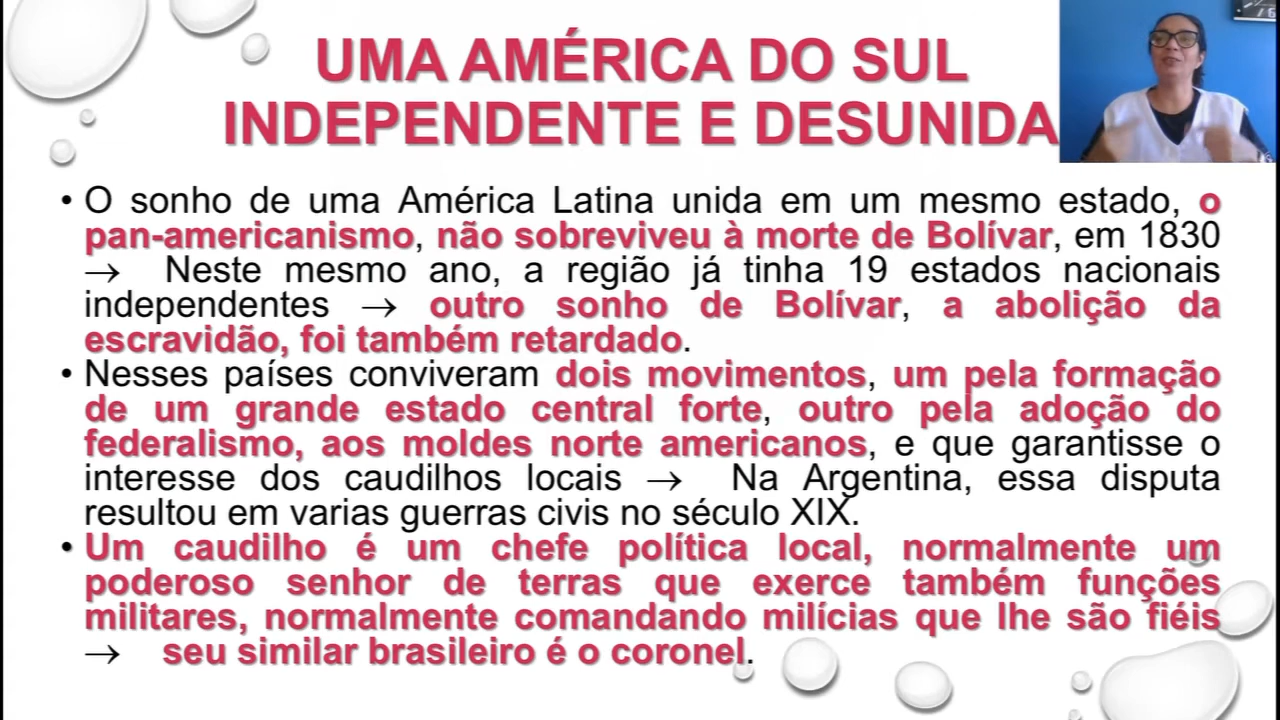 UMA AMÉRICA DO SUL
INDEPENDENTE E DESUNIDA
• O sonho de uma América Latina unida em um mesmo estado, o
pan-americanismo, não sobreviveu à morte de Bolívar, em 1830
→ Neste mesmo ano, a região já tinha 19 estados nacionais
independentes → outro sonho de Bolívar, a abolição da
escravidão, foi também retardado.
• Nesses países conviveram dois movimentos, um pela formação
de um grande estado central forte, outro pela adoção do
federalismo, aos moldes norte americanos, e que garantisse o
interesse dos caudilhos locais → Na Argentina, essa disputa
resultou em varias guerras civis no século XIX.
• Um caudilho é um chefe política local, normalmente um
poderoso senhor de terras que exerce também funções
militares, normalmente comandando milícias que lhe são fiéis
→ seu similar brasileiro é o coronel.